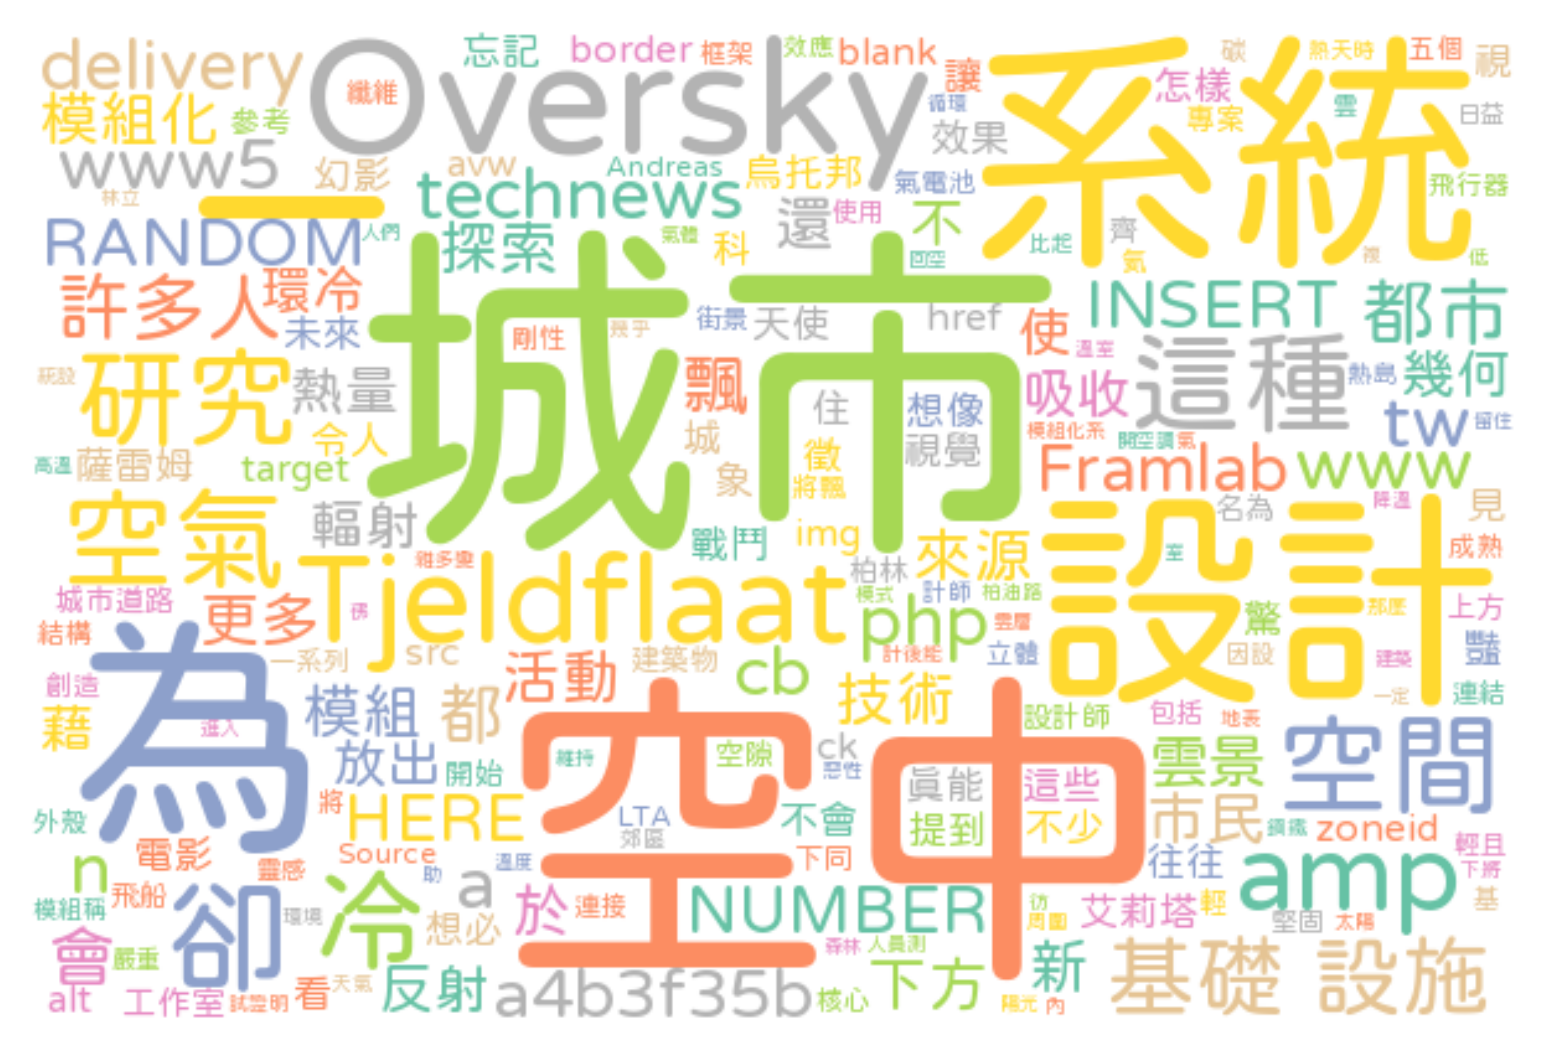 delivery
Oversky
忘記
border
框架
效應
blank
讓
系統
怎樣
碳
熱天時
五個
視
模組化
參考
纖維
循環
效果
專案
雲
日益
www5
幻影
avw
Andreas
烏托邦
氣電池
飛行器
林立
一
technews
還
使用
不
比起
齊
氣
低
RANDOM
人們
探索
氣體
科
回空
許多人
環冷
未來
城市
剛性
幾乎
街景
天使
href
使
溫室
INSERT
都市
統設
研究
熱量
令人
飄
住
想像
視覺
吸收
這種
熱島
幾何
tw
留住
高溫
薩雷姆
target
城
象
徵
將飄
模組化系
開空調
氣
Framlab
www
空氣
輻射
戰鬥
img
來源
設計
名為
室
降溫
見
成熟
雜多變
Tjeldflaat
柏林
模式
計師
柏油路
城市道路
更多
佛
php
雲層
驚
那麼
上方
結構
一系列
src
活動
建築物
cb
計後能
立體
因設
建築
豔
創造
為
模組
都
技術
設計師
包括
地表
一定
連結
藉
進入
放出
開始
空中
維持
空隙
ck
惡性
真能
這些
雲景
空間
外殼
將
HERE
LTA
郊區
不會
提到
不少
市民
鋼鐵
zoneid
輕且
下將
電影
靈感
Source
助
溫度
下同
往往
n
飛船
卻
冷
a
於
連接
NUMBER
彷
周圍
艾莉塔
輕
amp
堅固
太陽
基
模組稱
環境
想必
會
嚴重
森林
人員測
alt
工作室
試證明
看
天氣
反射
a4b3f35b
核心
下方
陽光
內
新
基礎 設施